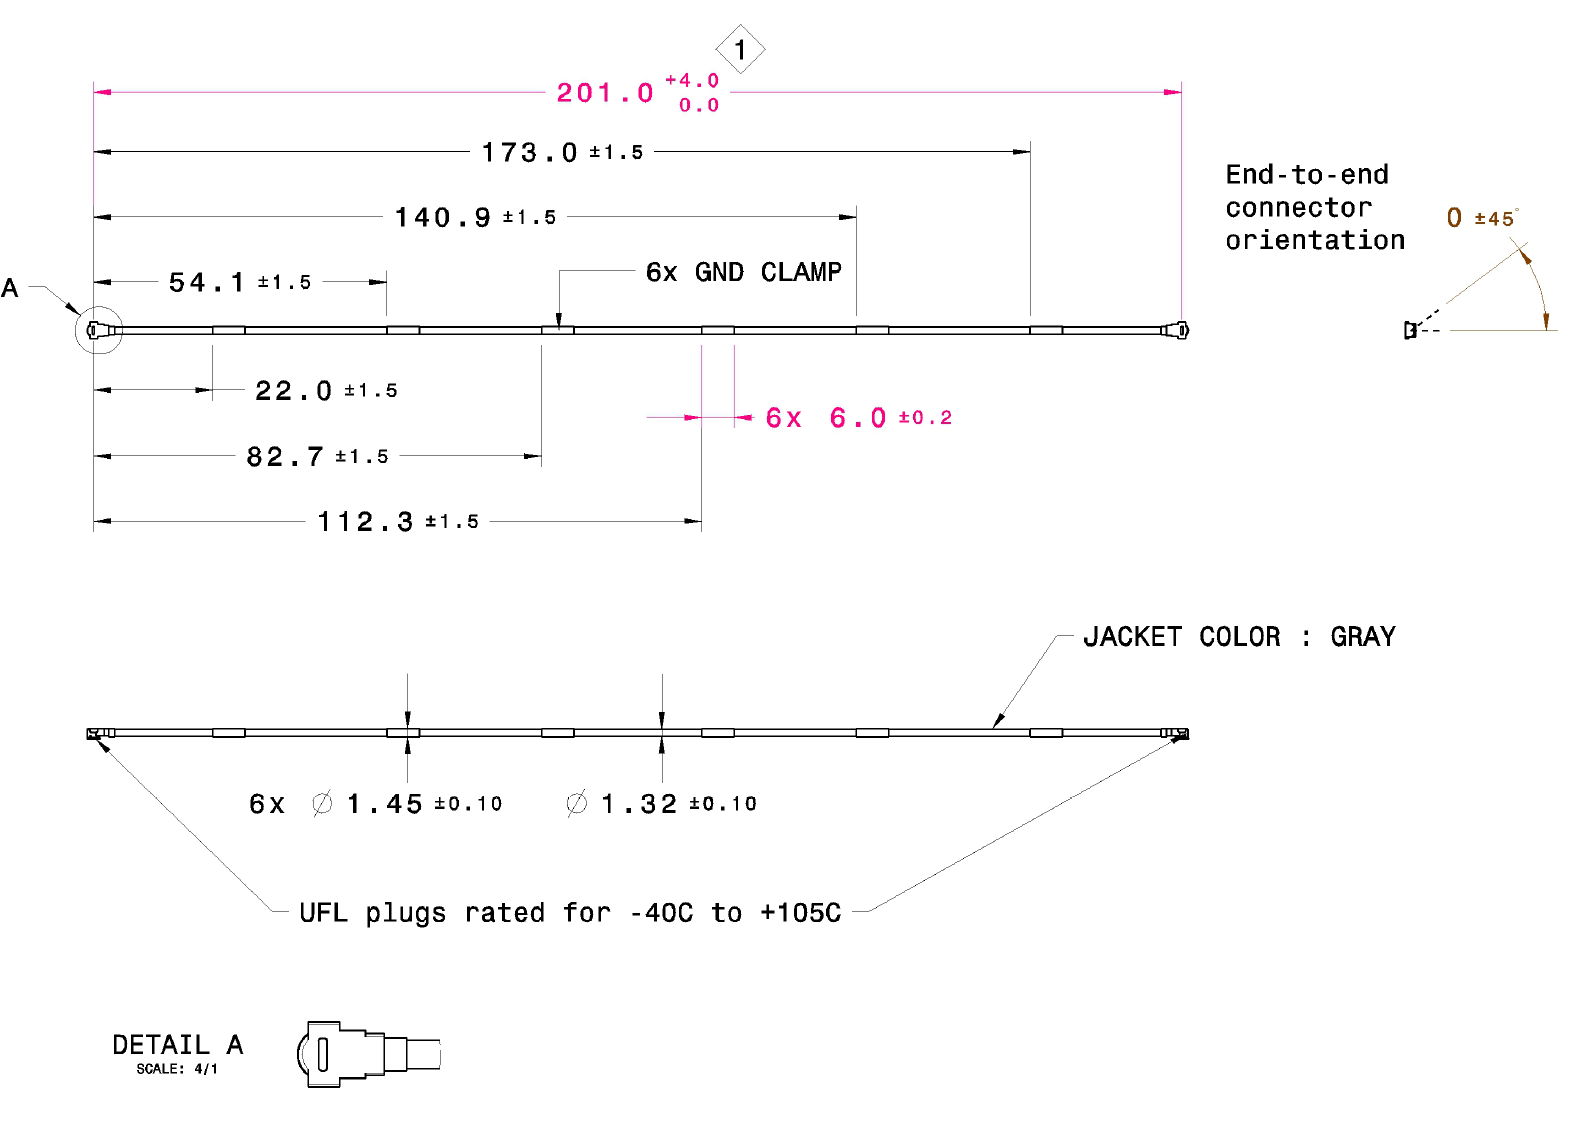 1
201.0 +4.0 0.0
173.0 ±1.5
End-to-end
connector
orientation
0 ±45°
140.9 ±1.5
54.1 ±1.5
6x GND CLAMP
A
22.0 ±1.5
6x 6.0 ±0.2
82.7 ±1.5
112.3 ±1.5
JACKET COLOR : GRAY
6x ∅ 1.45 ±0.10
∅ 1.32 ±0.10
UFL plugs rated for -40C to +105C
DETAIL A
SCALE: 4/1